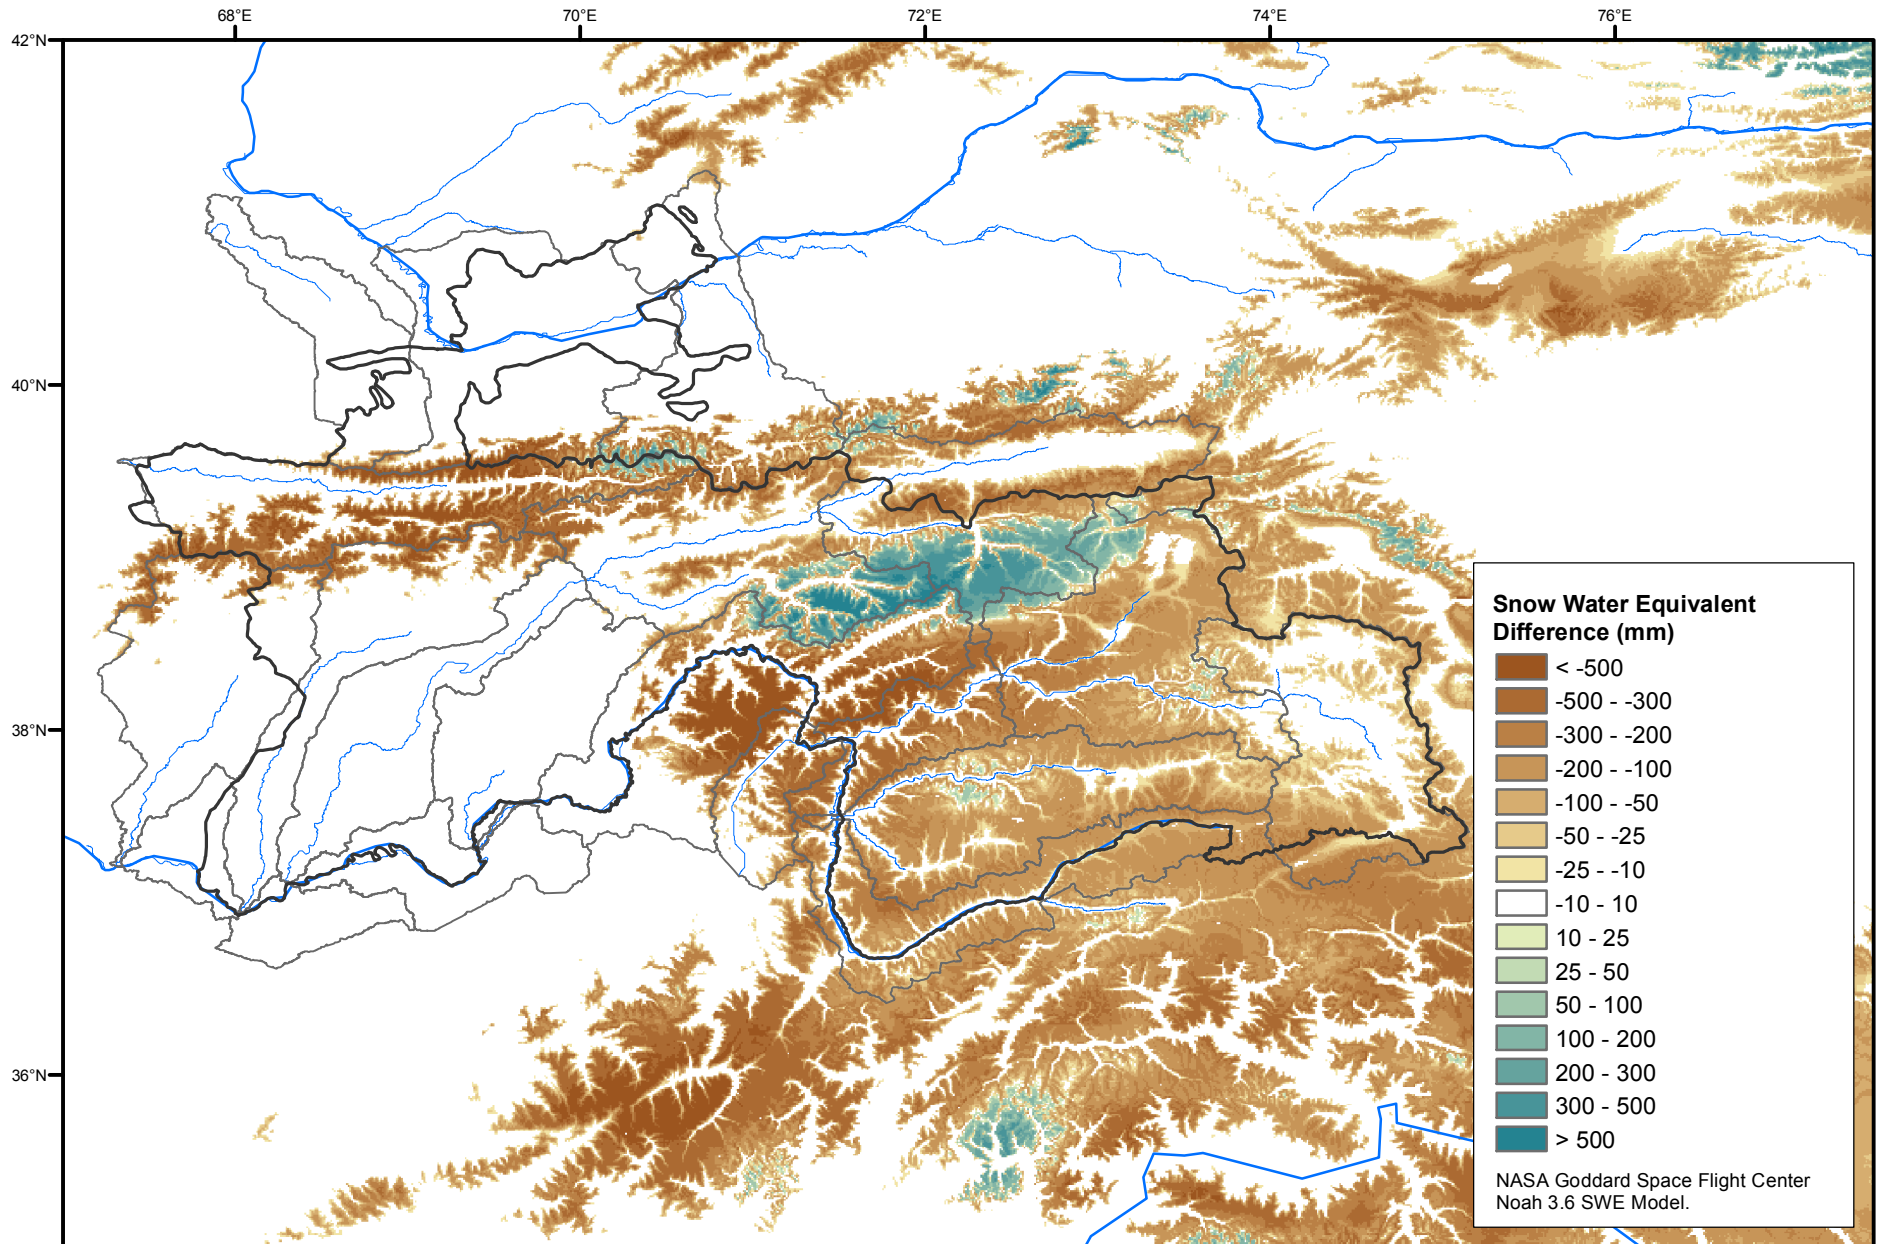 68°E 70°E 72°E 74°E 76°E
42°N
40°N
38°N
36°N
Snow Water Equivalent
Difference (mm)
< -500
-500 - -300
-300 - -200
-200 - -100
-100 - -50
-50 - -25
-25 - -10
-10 - 10
10 - 25
25 - 50
50 - 100
100 - 200
200 - 300
300 - 500
> 500
NASA Goddard Space Flight Center
Noah 3.6 SWE Model.